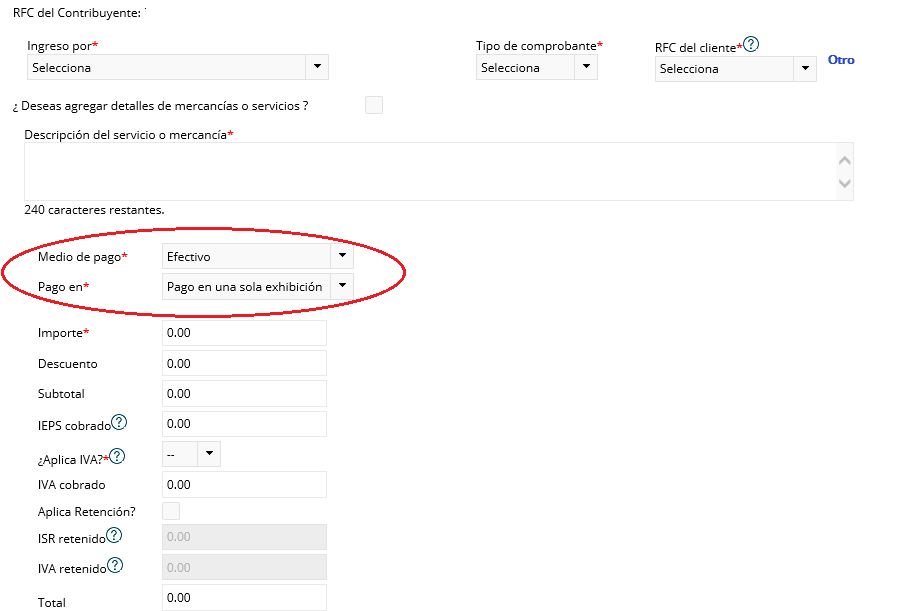 RFC del Contribuyente:
Ingreso por* Tipo de comprobante* RFC del cliente*?
Selecciona Selecciona Selecciona Otro
¿ Deseas agregar detalles de mercancías o servicios ?
Descripción del servicio o mercancía*
240 caracteres restantes.
Medio de pago* Efectivo
Pago en* Pago en una sola exhibición
Importe* 0.00
Descuento 0.00
Subtotal 0.00
IEPS cobrado? 0.00
¿Aplica IVA?*? --
IVA cobrado 0.00
Aplica Retención?
ISR retenido? 0.00
IVA retenido? 0.00
Total 0.00